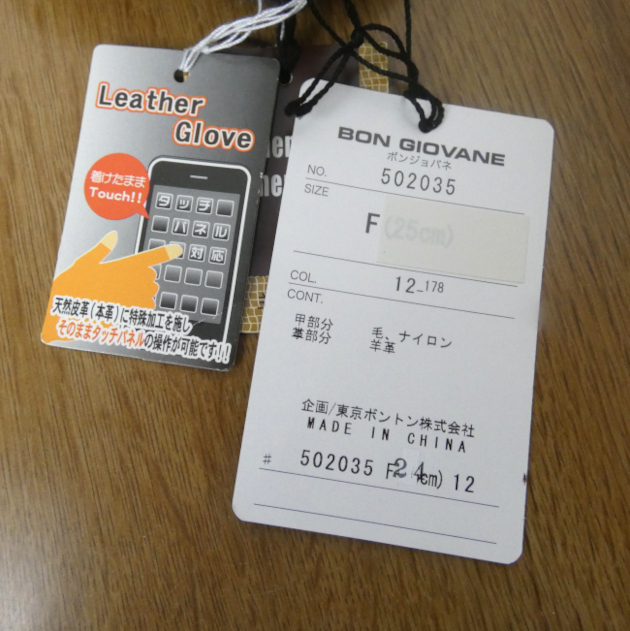 Leather
Glove
着けたまま
Touch!!
タッチ
パネル
対応
天然皮革(本革)に特殊加工を施し
そのままタッチパネルの操作が可能です!!
BON GIOVANE
ボンジョバネ
NO. 502035
SIZE
F (25cm)
COL. 12-178
CONT.
甲部分 毛、ナイロン
掌部分 羊革
企画/東京ボントン株式会社
MADE IN CHINA
# 502035 F 24cm) 12